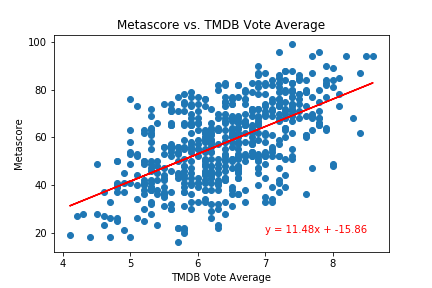 Metascore vs. TMDB Vote Average
100
80
60
40
20
Metascore
y = 11.48x + -15.86
4
5
6
7
8
TMDB Vote Average